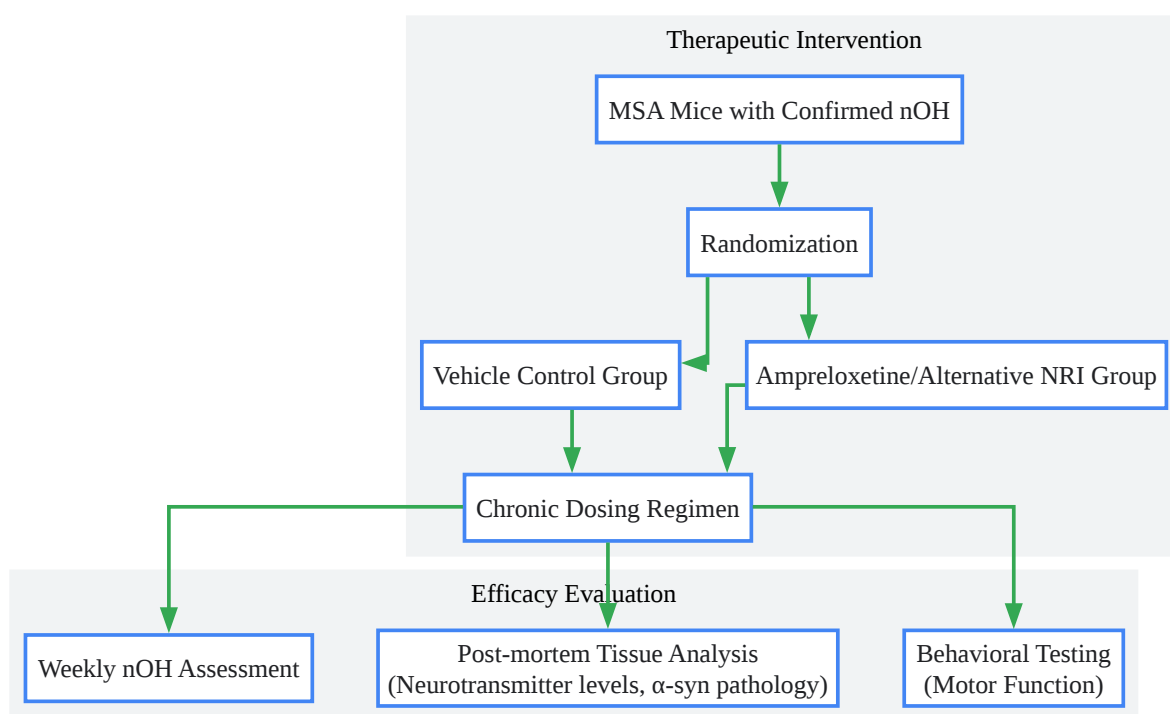 Therapeutic Intervention
MSA Mice with Confirmed nOH
Randomization
Vehicle Control Group
Ampreloxetine/Alternative NRI Group
Chronic Dosing Regimen
Efficacy Evaluation
Weekly nOH Assessment
Post-mortem Tissue Analysis
(Neurotransmitter levels, α-syn pathology)
Behavioral Testing
(Motor Function)